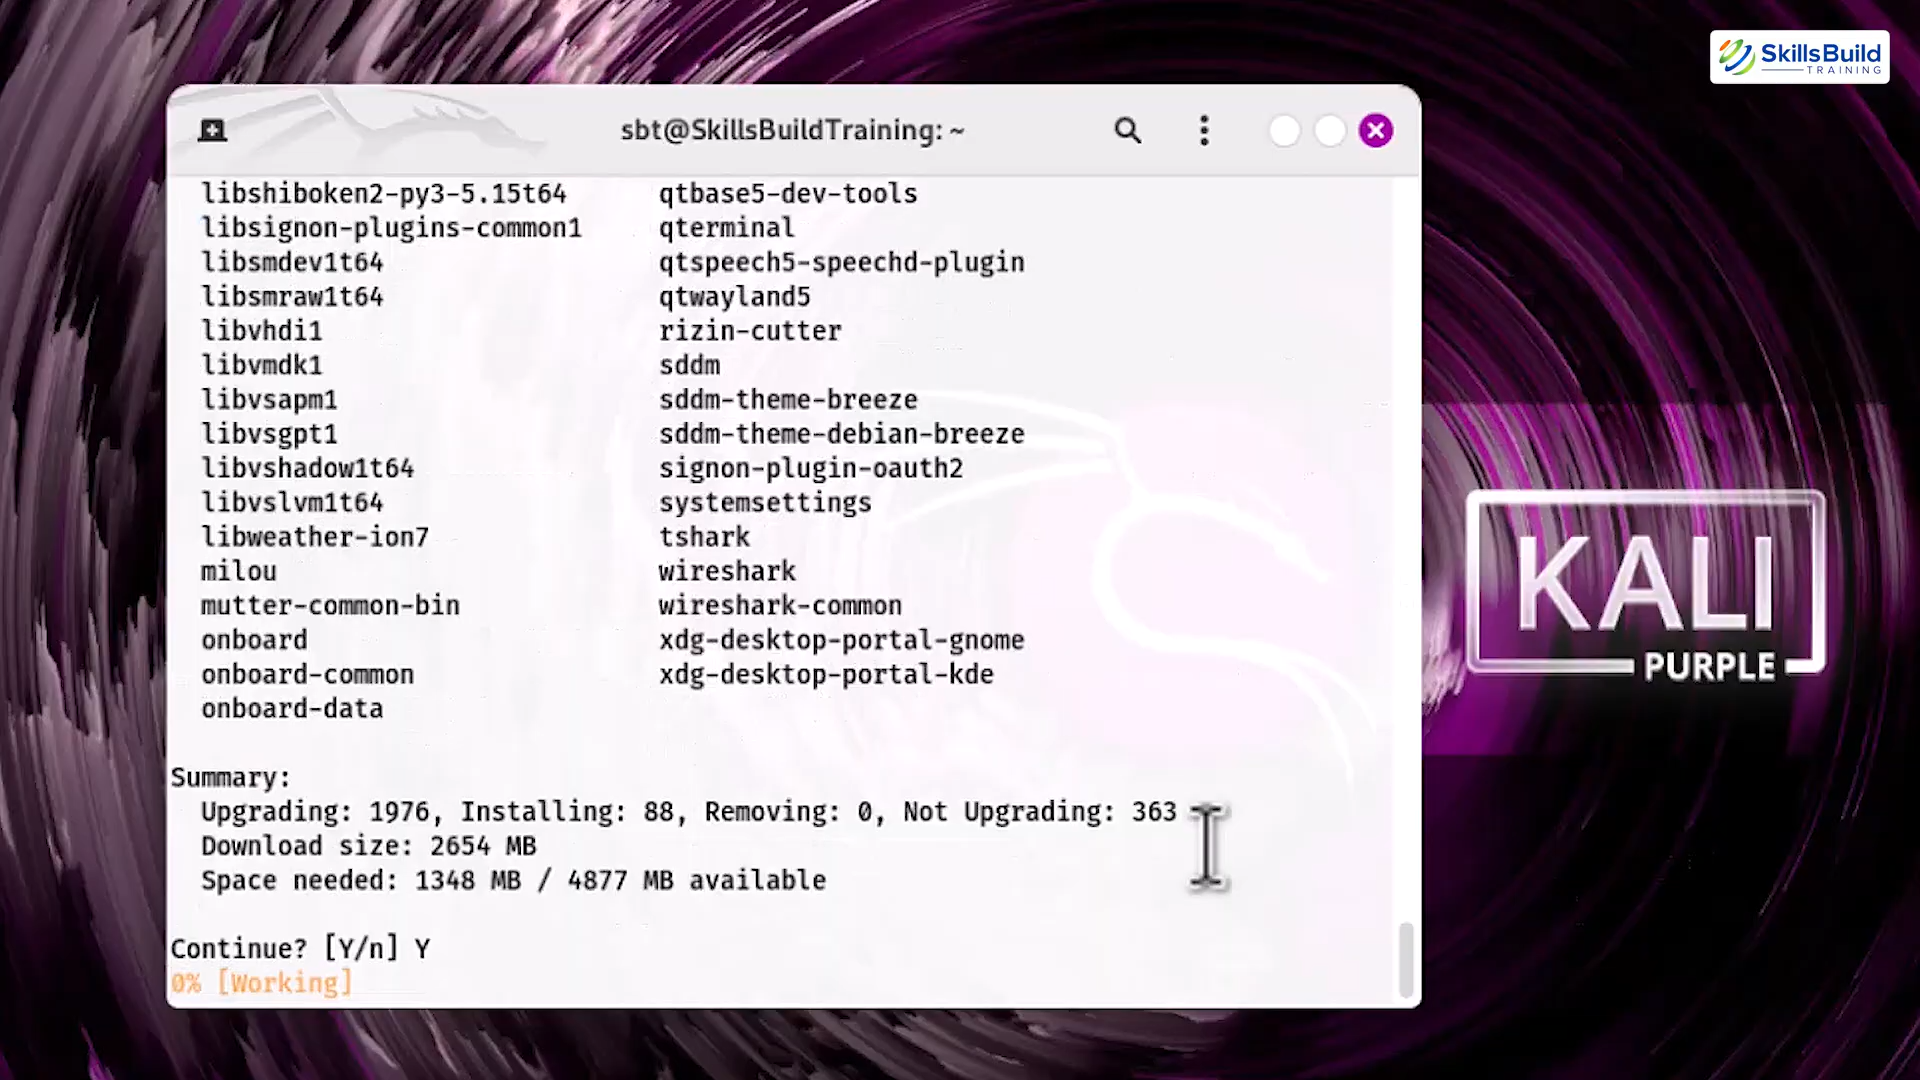 SkillsBuild
TRAINING
sbt@SkillsBuildTraining: ~
libshiboken2-py3-5.15t64 qtbase5-dev-tools
libsignon-plugins-common1 qterminal
libsmdev1t64 qtspeech5-speechd-plugin
libsmraw1t64 qtwayland5
libvhdi1 rizin-cutter
libvmdk1 sddm
libvsapm1 sddm-theme-breeze
libvsgpt1 sddm-theme-debian-breeze
libvshadow1t64 signon-plugin-oauth2
libvslvm1t64 systemsettings
libweather-ion7 tshark
milou wireshark
mutter-common-bin wireshark-common
onboard xdg-desktop-portal-gnome
onboard-common xdg-desktop-portal-kde
onboard-data
Summary:
Upgrading: 1976, Installing: 88, Removing: 0, Not Upgrading: 363
Download size: 2654 MB
Space needed: 1348 MB / 4877 MB available
Continue? [Y/n] Y
0% [Working]
KALI
PURPLE